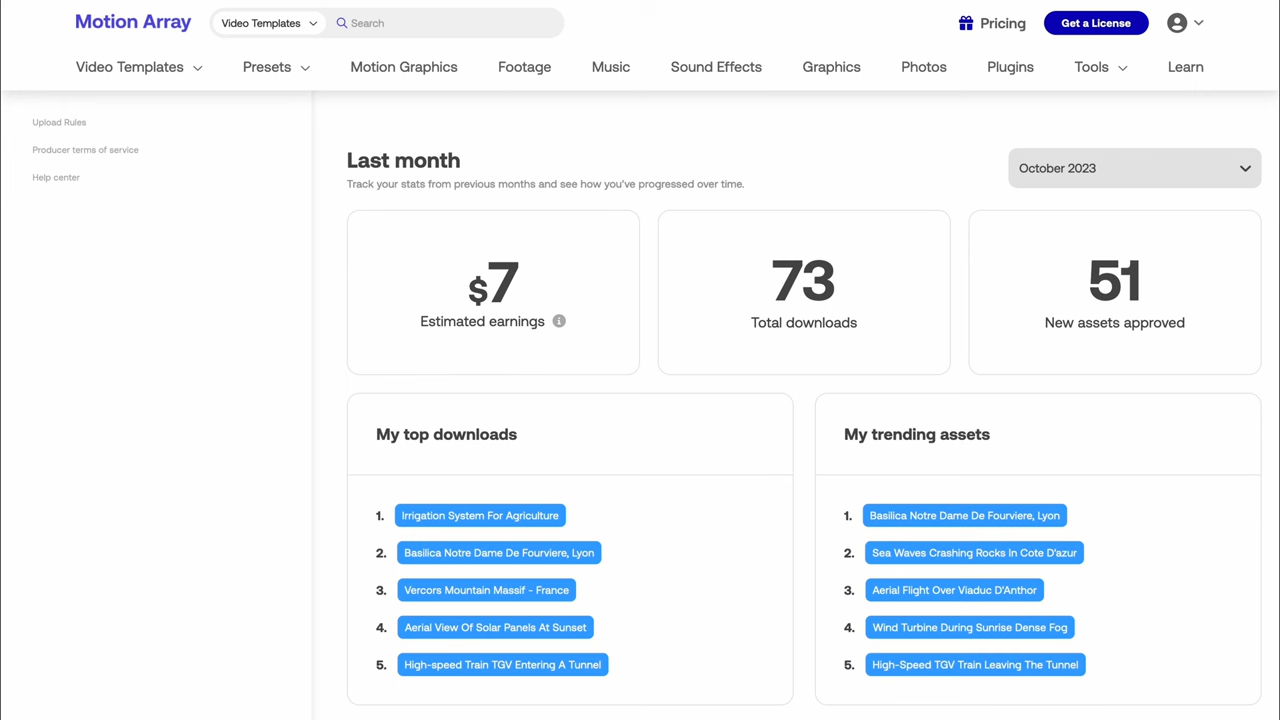 Motion Array
Video Templates
Search
Pricing
Get a License
Video Templates
Presets
Motion Graphics
Footage
Music
Sound Effects
Graphics
Photos
Plugins
Tools
Learn
Upload Rules
Producer terms of service
Help center
Last month
Track your stats from previous months and see how you've progressed over time.
October 2023
$7
Estimated earnings
73
Total downloads
51
New assets approved
My top downloads
1. Irrigation System For Agriculture
2. Basilica Notre Dame De Fourviere, Lyon
3. Vercors Mountain Massif - France
4. Aerial View Of Solar Panels At Sunset
5. High-speed Train TGV Entering A Tunnel
My trending assets
1. Basilica Notre Dame De Fourviere, Lyon
2. Sea Waves Crashing Rocks In Cote D'azur
3. Aerial Flight Over Viaduc D'Anthor
4. Wind Turbine During Sunrise Dense Fog
5. High-Speed TGV Train Leaving The Tunnel